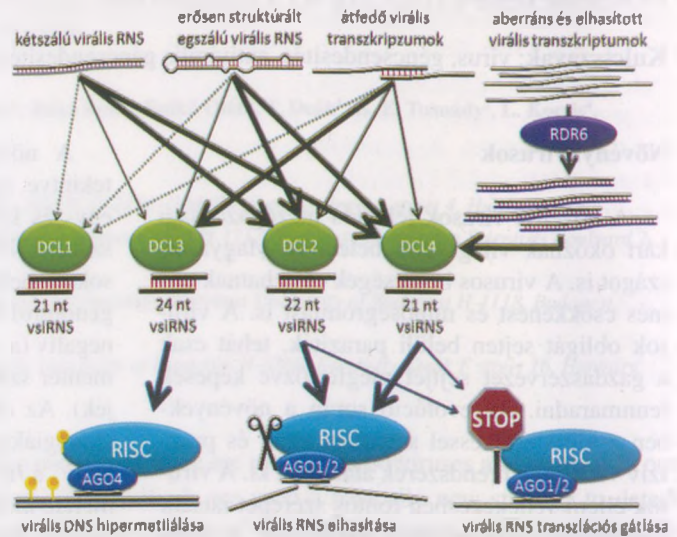 kétszálú virális RNS
erősen struktúrált
egszálú virális RNS
átfedő virális
transzkripzumok
aberráns és elhasított
virális transzkriptumok
RDR6
DCL1
DCL3
DCL2
DCL4
21 nt
vsiRNS
24 nt
vsiRNS
22 nt
vsiRNS
21 nt
vsiRNS
STOP
RISC
AGO4
RISC
AGO1/2
RISC
AGO1/2
virális DNS hipermetilálása
virális RNS elhasítása
virális RNS transzlációs gátlása